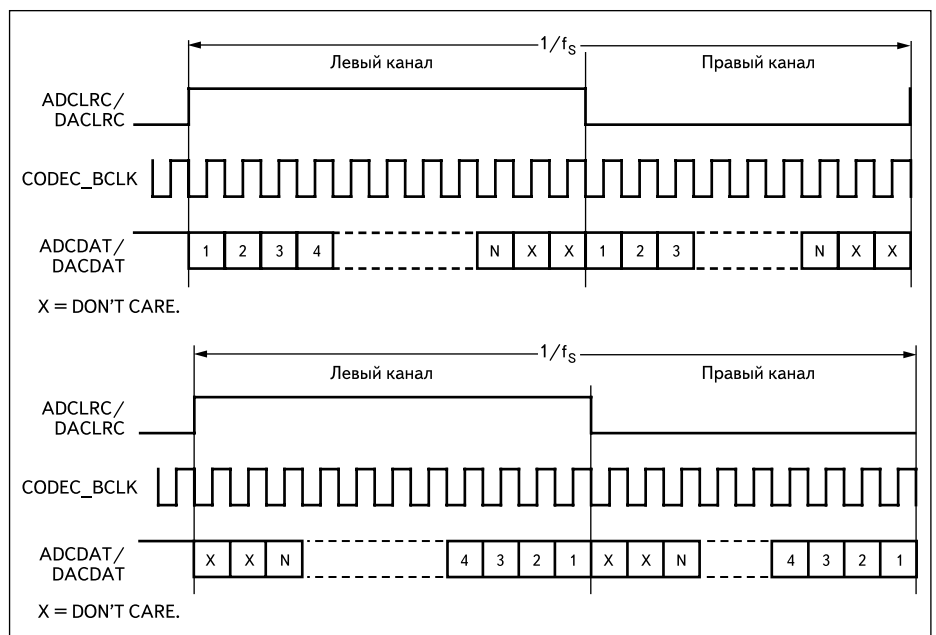 1/fS
Левый канал Правый канал
ADCLRC/
DACLRC
CODEC_BCLK
ADCDAT/
DACDAT
1 2 3 4 N X X 1 2 3 N X X
X = DON'T CARE.
1/fS
Левый канал Правый канал
ADCLRC/
DACLRC
CODEC_BCLK
ADCDAT/
DACDAT
X X N 4 3 2 1 X X N 4 3 2 1
X = DON'T CARE.